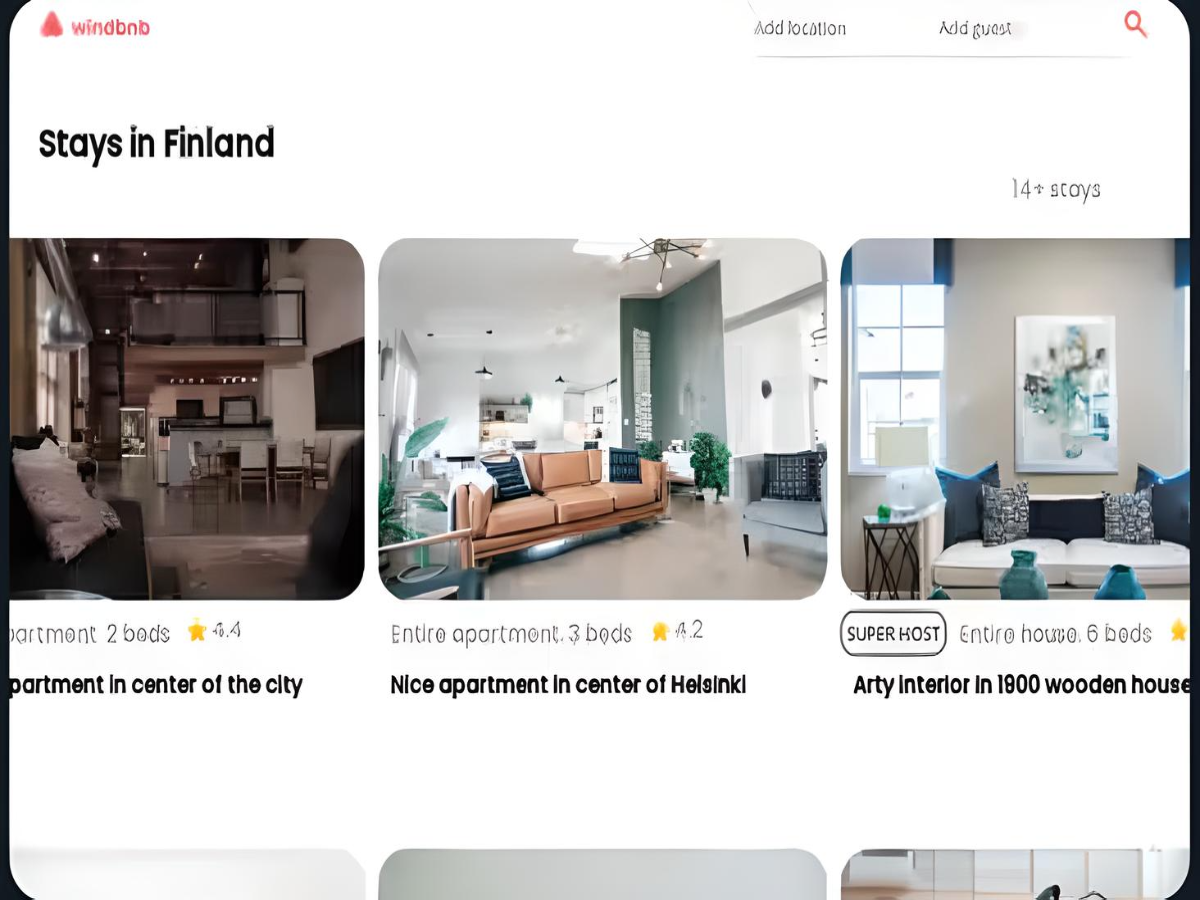 windbnb
Add location
Add guest
Stays in Finland
14+ stays
partment 2 beds 4.4
Entire apartment. 3 beds 4.2
SUPER HOST Entire house. 6 beds
partment in center of the city
Nice apartment in center of Helsinki
Arty interior in 1900 wooden house